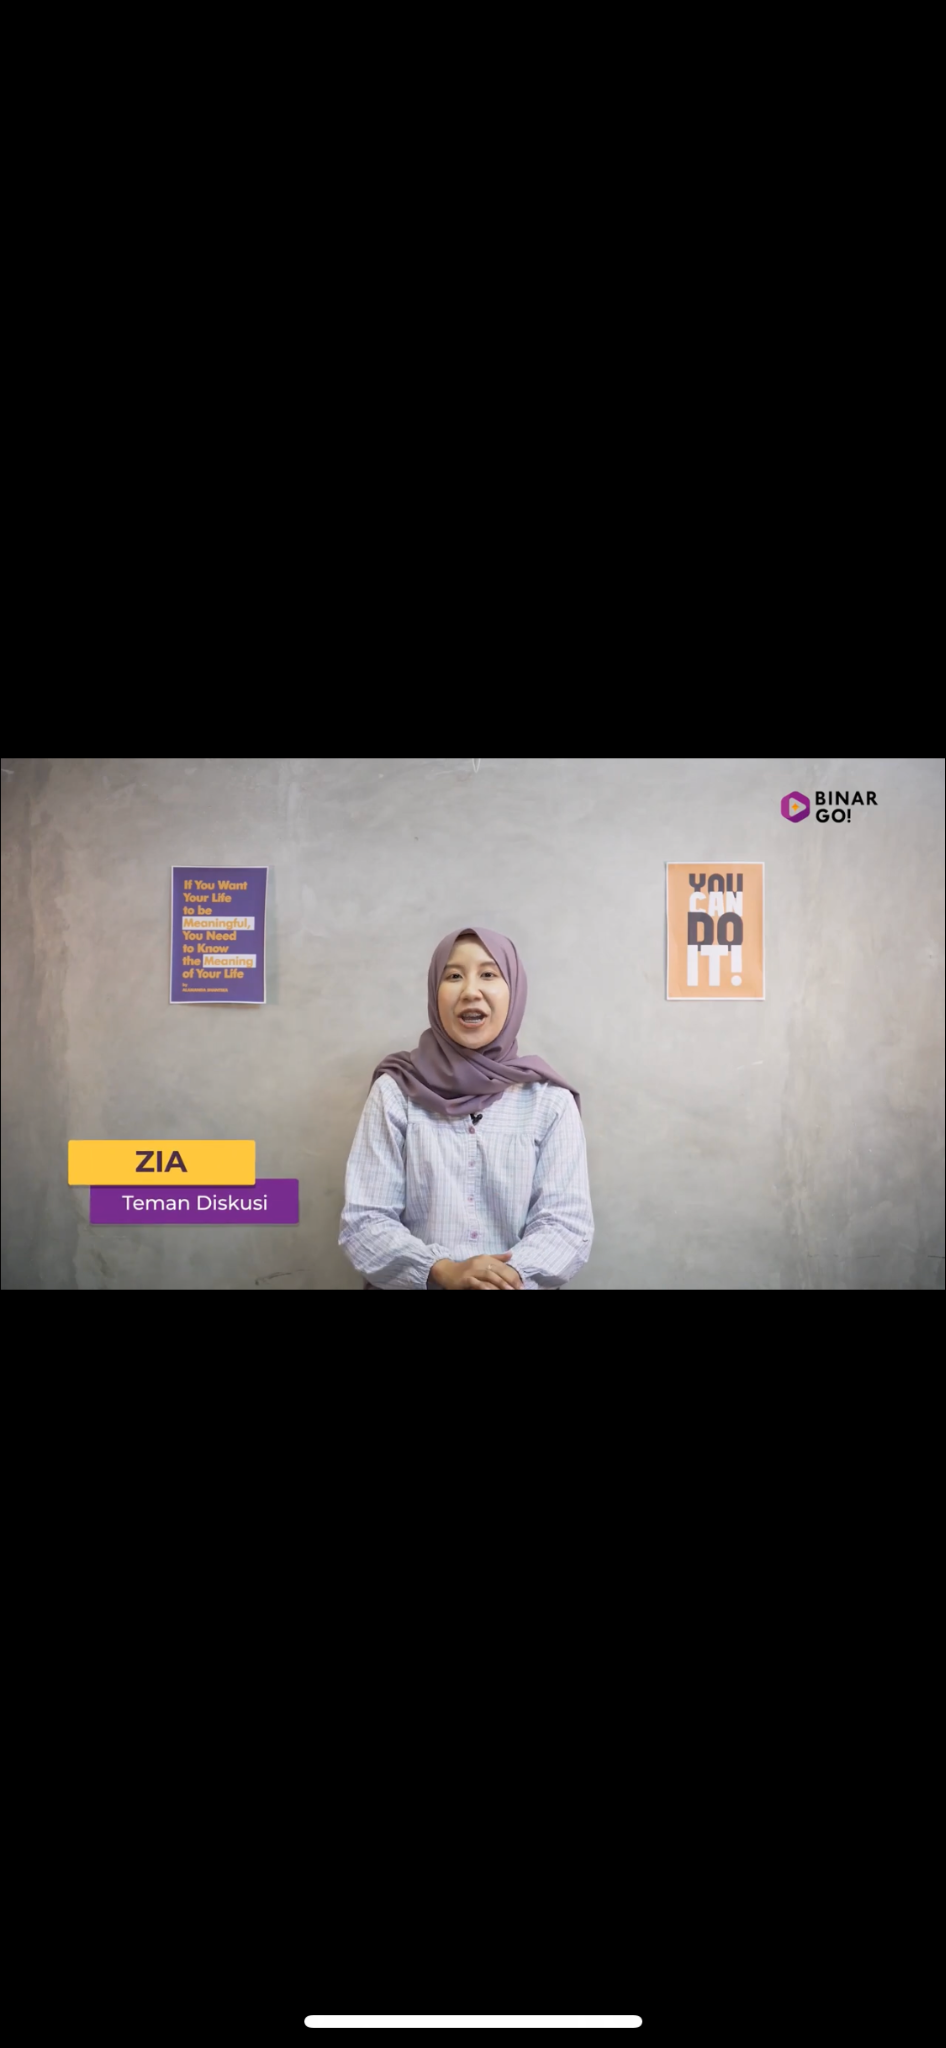 BINAR
GO!
If You Want
Your Life
to be
Meaningful,
You Need
to Know
the Meaning
of Your Life
by
YOU
CAN
DO
IT!
ZIA
Teman Diskusi